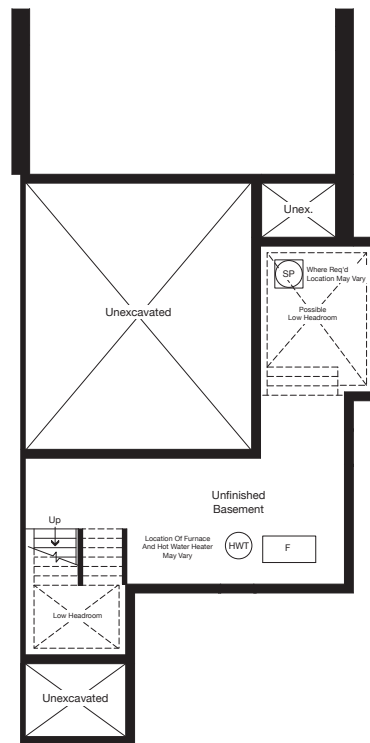 Unex.
SP
Where Req'd
Location May Vary
Possible
Low Headroom
Unexcavated
Unfinished
Basement
Up
Location Of Furnace
And Hot Water Heater
May Vary
HWT
F
Low Headroom
Unexcavated